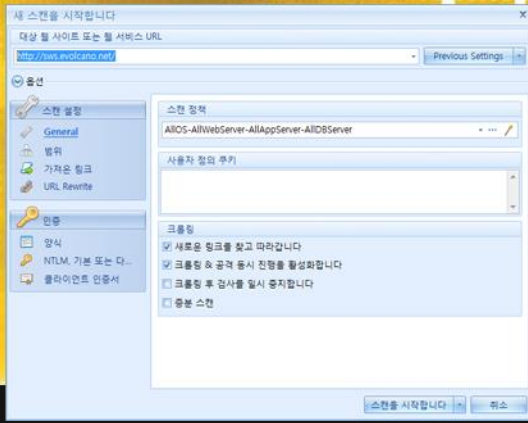 새 스캔을 시작합니다
대상 웹 사이트 또는 웹 서비스 URL
http://sws.evolcano.net/
Previous Settings
옵션
스캔 설정
General
범위
가져온 링크
URL Rewrite
인증
양식
NTLM, 기본 또는 다...
클라이언트 인증서
스캔 정책
AllOS-AllWebServer-AllAppServer-AllDBServer
사용자 정의 쿠키
크롤링
새로운 링크를 찾고 따라갑니다
크롤링 & 공격 동시 진행을 활성화합니다
크롤링 후 검사를 일시 중지합니다
증분 스캔
스캔을 시작합니다
취소